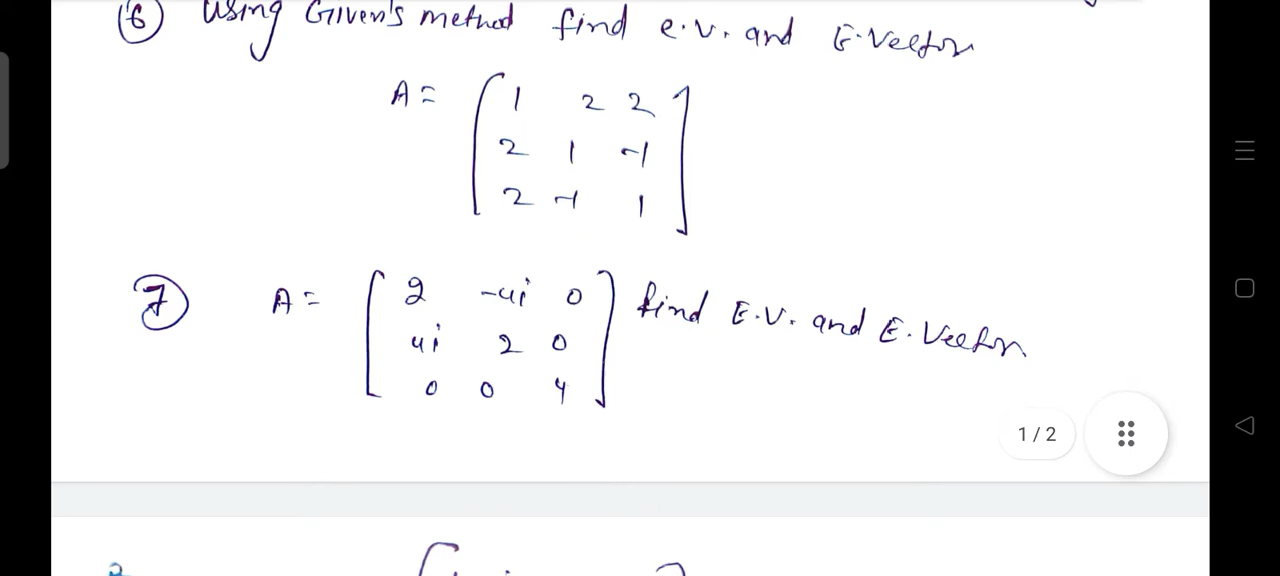 (6) Using Given's method find e.v. and E.Vector
A = [ 1 2 2
2 1 -1
2 -1 1 ]
(7) A = [ 2 -4i 0
4i 2 0
0 0 4 ] find E.V. and E.Vector
1 / 2